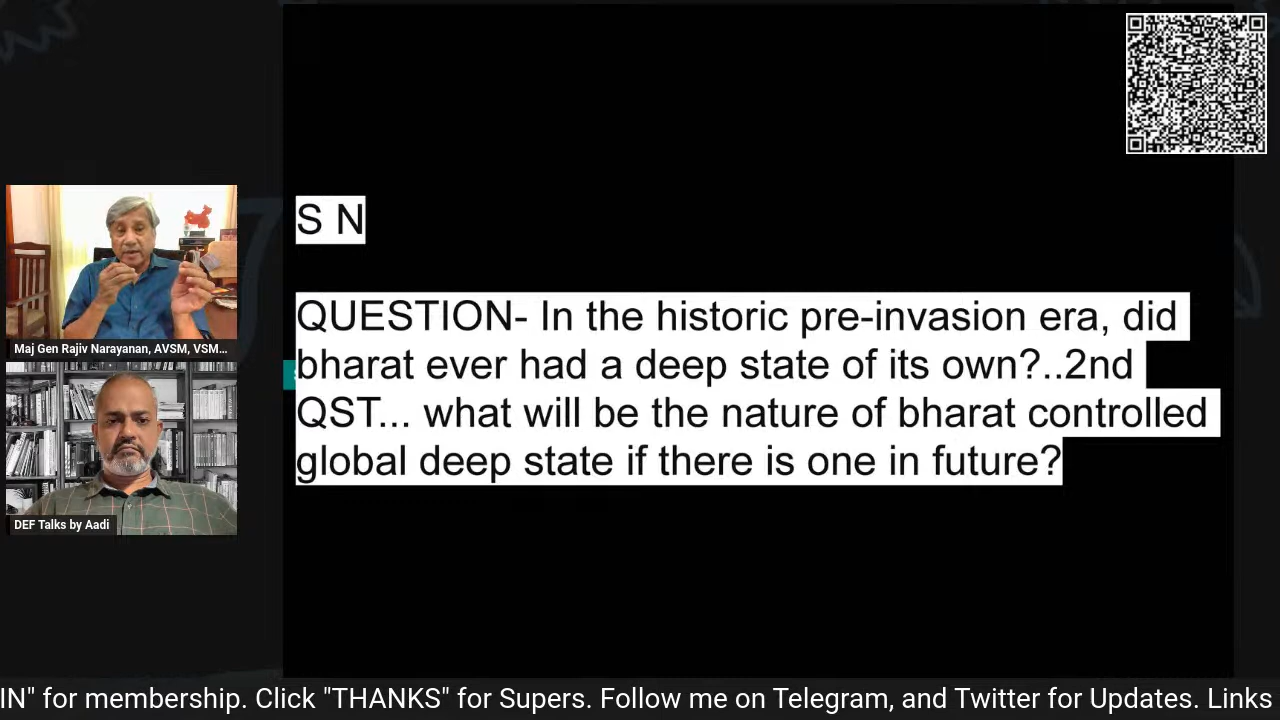 S N
QUESTION- In the historic pre-invasion era, did
bharat ever had a deep state of its own?..2nd
QST... what will be the nature of bharat controlled
global deep state if there is one in future?
Maj Gen Rajiv Narayanan, AVSM, VSM...
DEF Talks by Aadi
IN" for membership. Click "THANKS" for Supers. Follow me on Telegram, and Twitter for Updates. Links